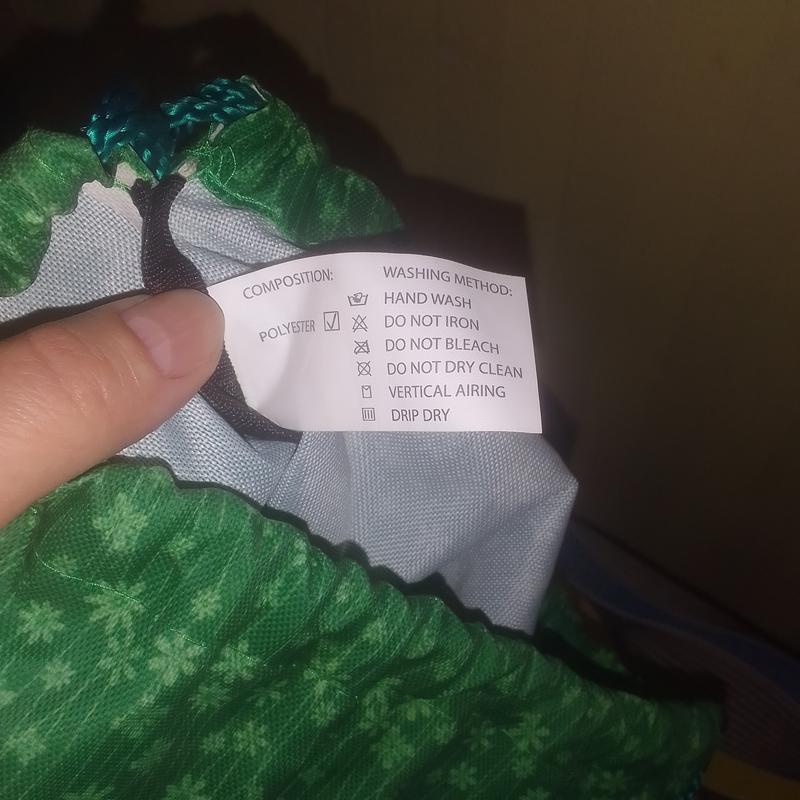 COMPOSITION:
POLYESTER
WASHING METHOD:
HAND WASH
DO NOT IRON
DO NOT BLEACH
DO NOT DRY CLEAN
VERTICAL AIRING
DRIP DRY